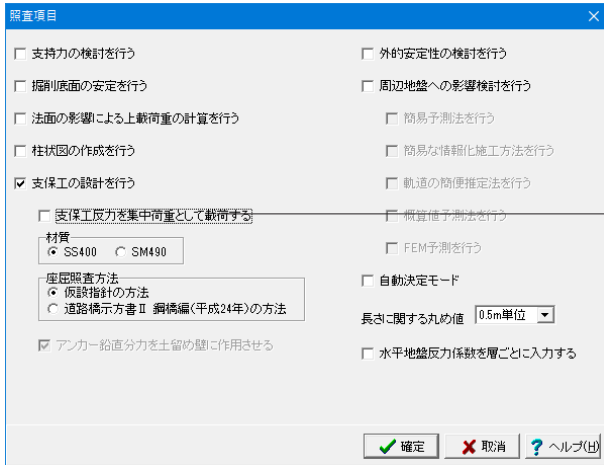 照査項目
支持力の検討を行う
掘削底面の安定を行う
法面の影響による上載荷重の計算を行う
柱状図の作成を行う
支保工の設計を行う
支保工反力を集中荷重として載荷する
材質
SS400 SM490
座屈照査方法
仮設指針の方法
道路橋示方書Ⅱ 鋼橋編(平成24年)の方法
アンカー鉛直分力を土留め壁に作用させる
外的安定性の検討を行う
周辺地盤への影響検討を行う
簡易予測法を行う
簡易な情報化施工方法を行う
軌道の簡便推定法を行う
概算値予測法を行う
FEM予測を行う
自動決定モード
長さに関する丸め値 0.5m単位
水平地盤反力係数を層ごとに入力する
確定 取消 ヘルプ(H)